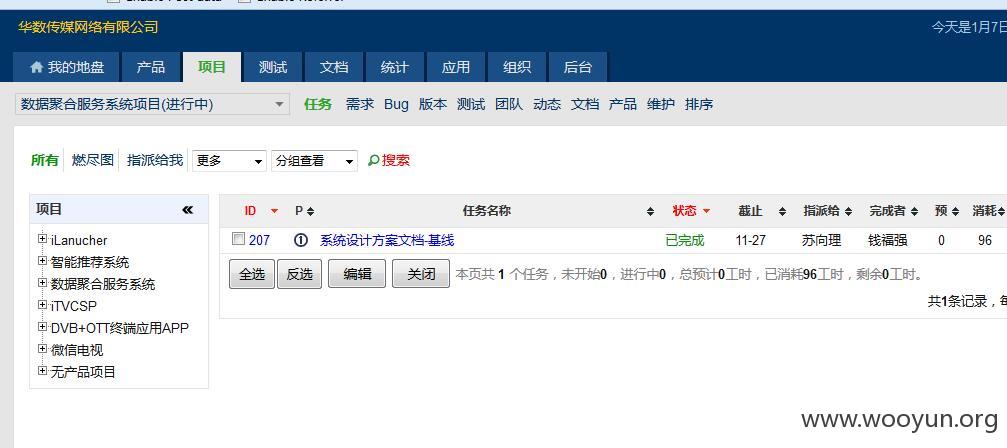 华数传媒网络有限公司 今天是1月7日
我的地盘 产品 项目 测试 文档 统计 应用 组织 后台
数据聚合服务系统项目(进行中) 任务 需求 Bug 版本 测试 团队 动态 文档 产品 维护 排序
所有 燃尽图 指派给我 更多 分组查看 搜索
项目 «
iLanucher
智能推荐系统
数据聚合服务系统
iTVCSP
DVB+OTT终端应用APP
微信电视
无产品项目
ID P 任务名称 状态 截止 指派给 完成者 预 消耗
207 1 系统设计方案文档-基线 已完成 11-27 苏向理 钱福强 0 96
全选 反选 编辑 关闭 本页共 1 个任务，未开始0，进行中0，总预计0工时，已消耗96工时，剩余0工时。
共1条记录，每
www.wooyun.org